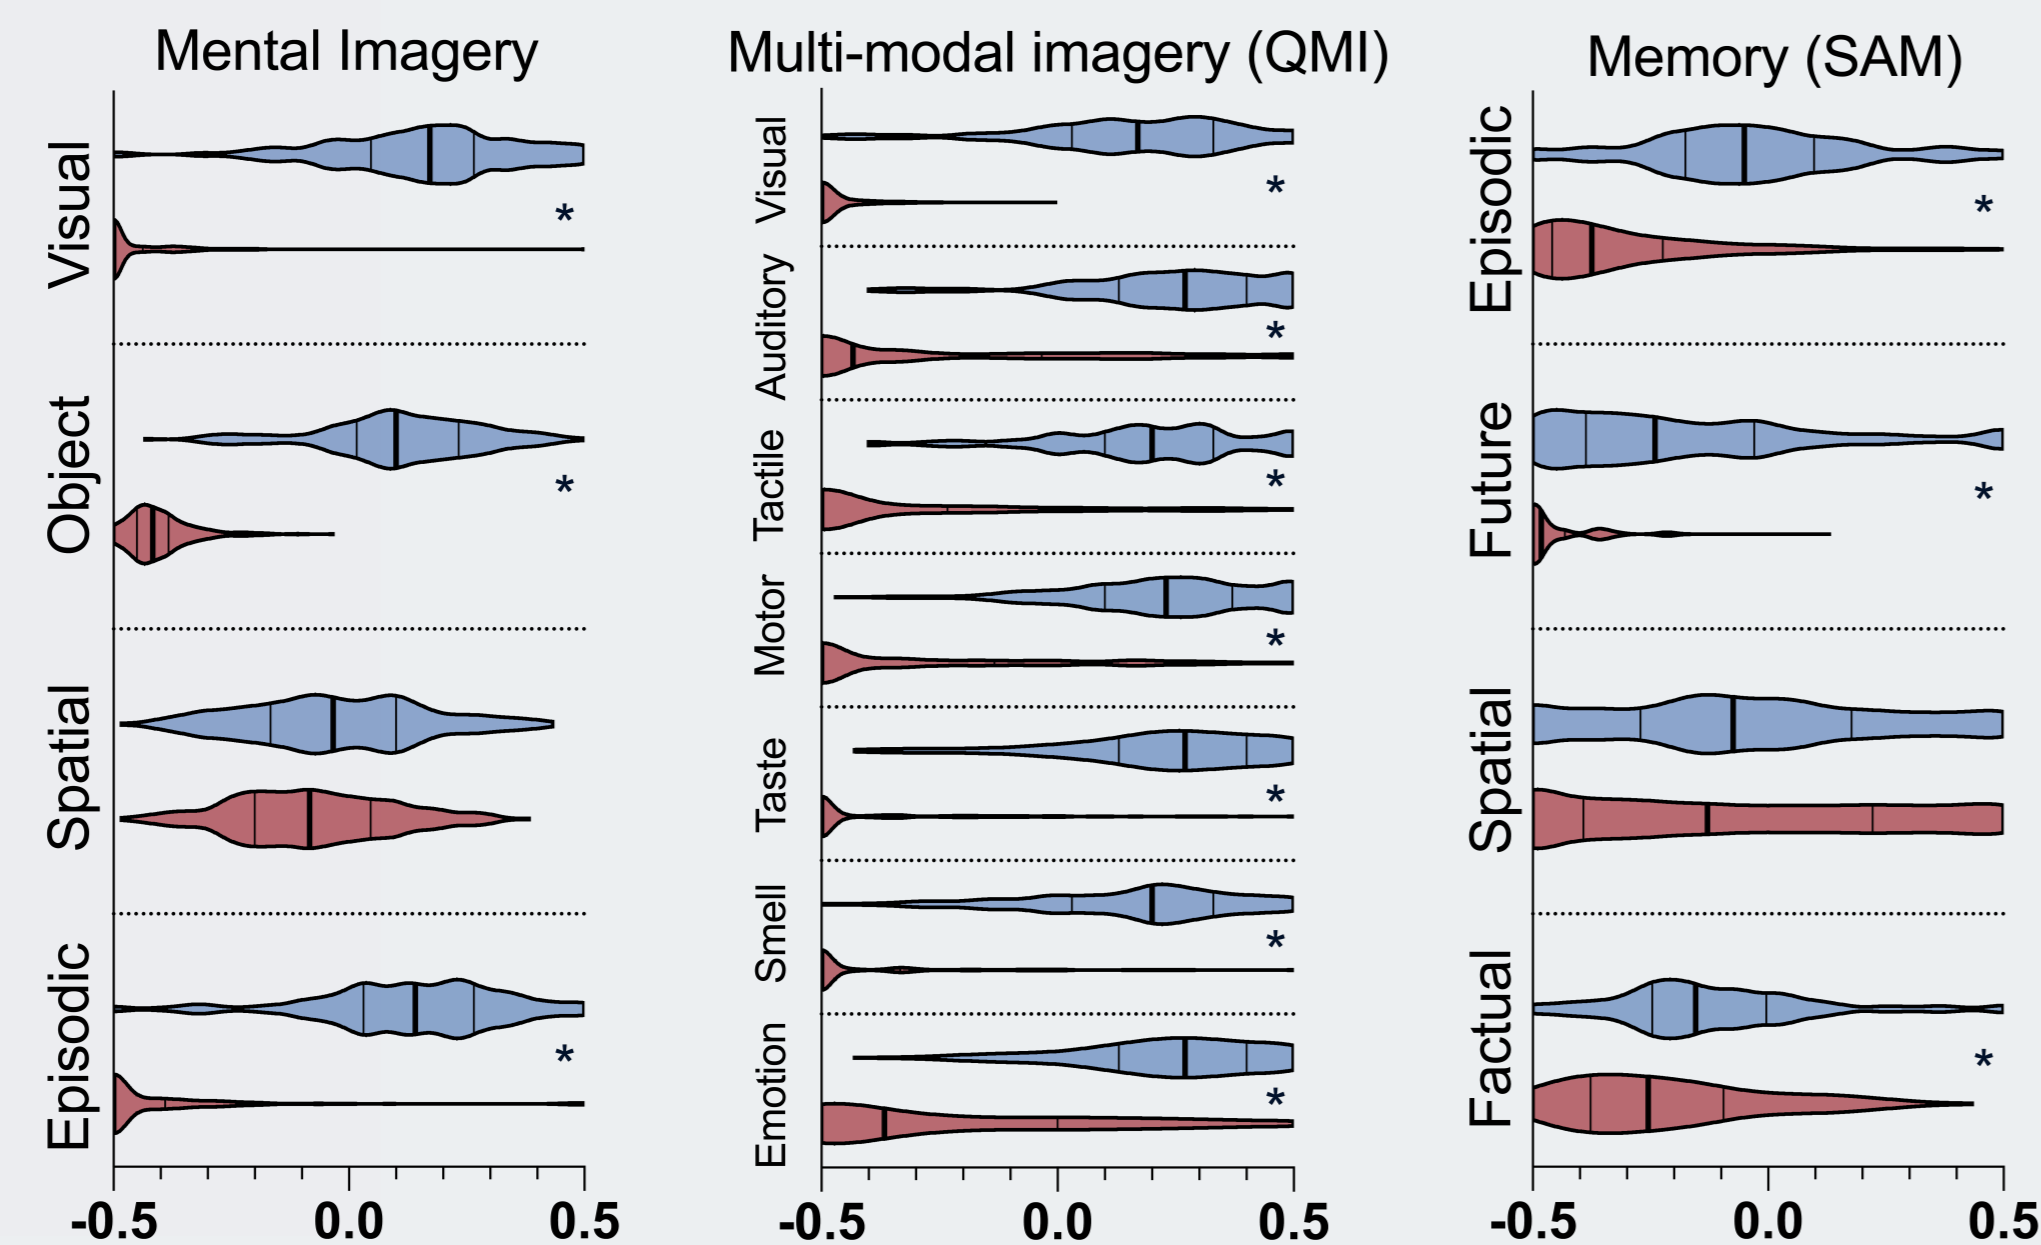 Mental Imagery
Visual
*
Object
*
Spatial
Episodic
*
-0.5 0.0 0.5
Multi-modal imagery (QMI)
Visual
*
Auditory
*
Tactile
*
Motor
*
Taste
*
Smell
*
Emotion
*
-0.5 0.0 0.5
Memory (SAM)
Episodic
*
Future
*
Spatial
Factual
*
-0.5 0.0 0.5